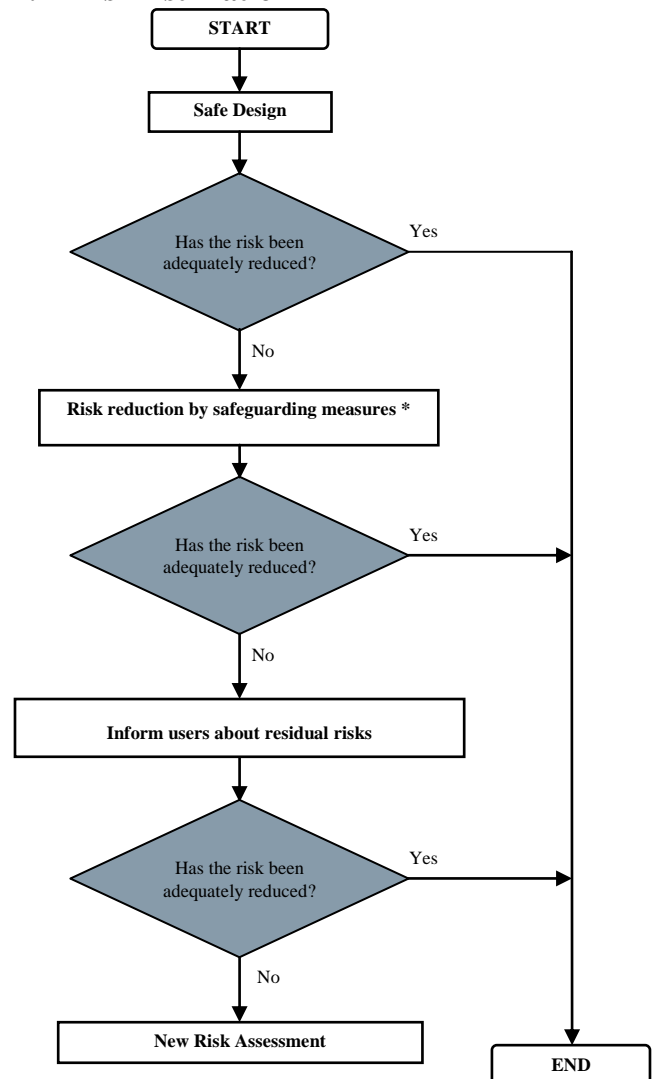 START
Safe Design
Has the risk been
adequately reduced?
Yes
No
Risk reduction by safeguarding measures *
Has the risk been
adequately reduced?
Yes
No
Inform users about residual risks
Has the risk been
adequately reduced?
Yes
No
New Risk Assessment
END